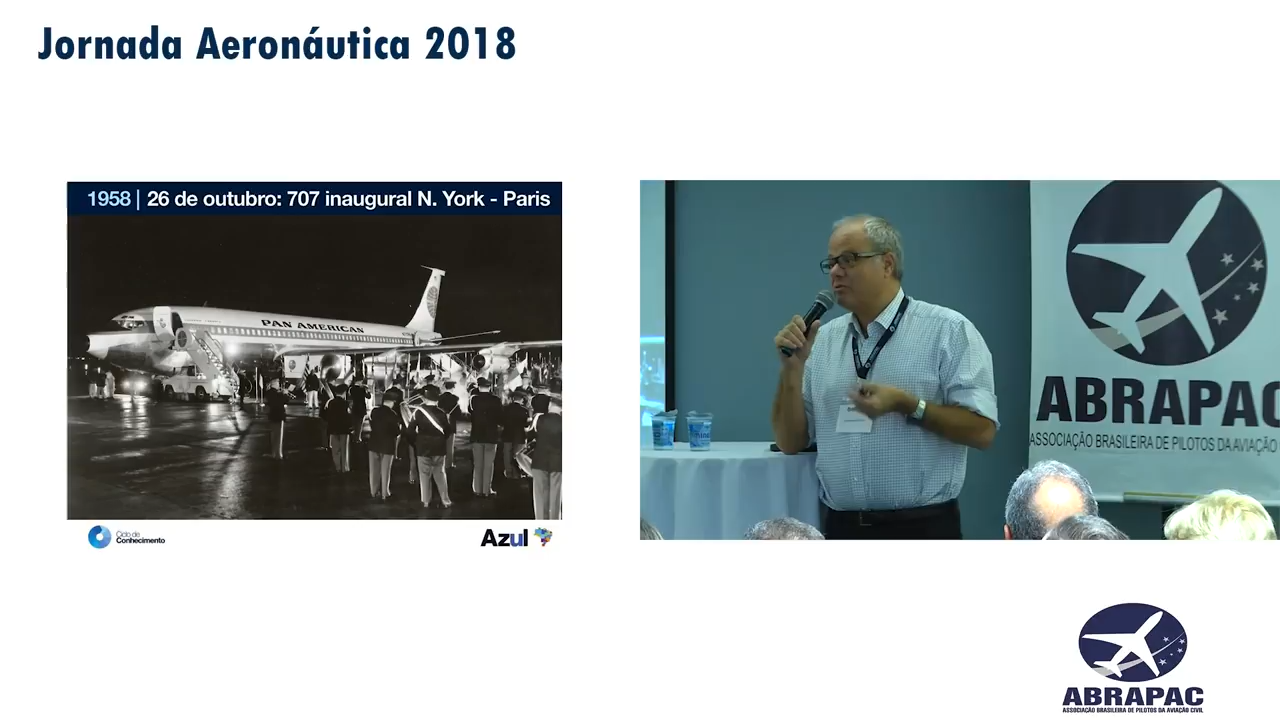 Jornada Aeronáutica 2018
1958 | 26 de outubro: 707 inaugural N. York - Paris
PAN AMERICAN
Ciclo de
Conhecimento
Azul
ABRAPAC
ASSOCIAÇÃO BRASILEIRA DE PILOTOS DA AVIAÇÃO
ABRAPAC
ASSOCIAÇÃO BRASILEIRA DE PILOTOS DA AVIAÇÃO CIVIL